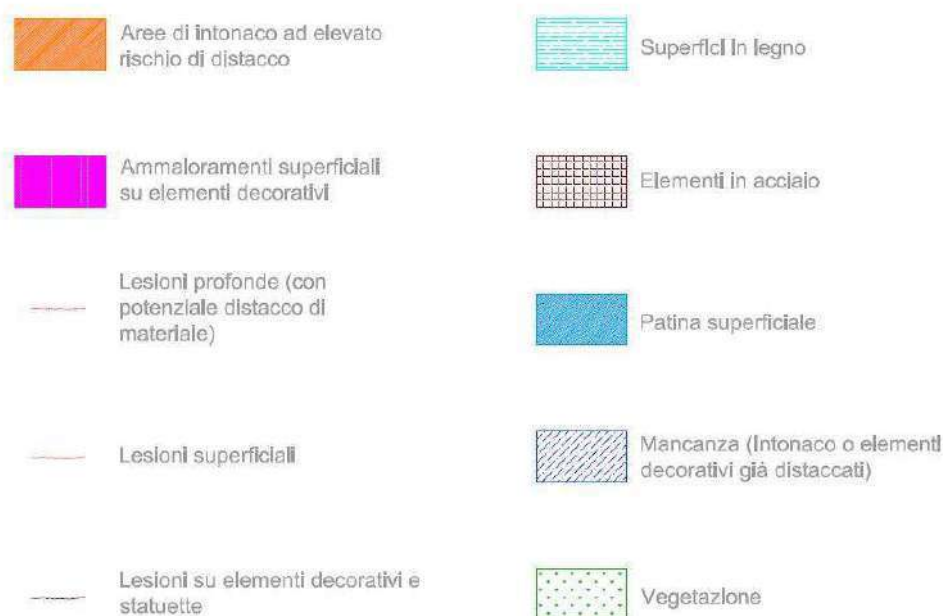 Aree di intonaco ad elevato
rischio di distacco
Ammaloramenti superficiali
su elementi decorativi
Lesioni profonde (con
potenziale distacco di
materiale)
Lesioni superficiali
Lesioni su elementi decorativi e
statuette
Superfici in legno
Elementi in acciaio
Patina superficiale
Mancanza (Intonaco o elementi
decorativi già distaccati)
Vegetazione